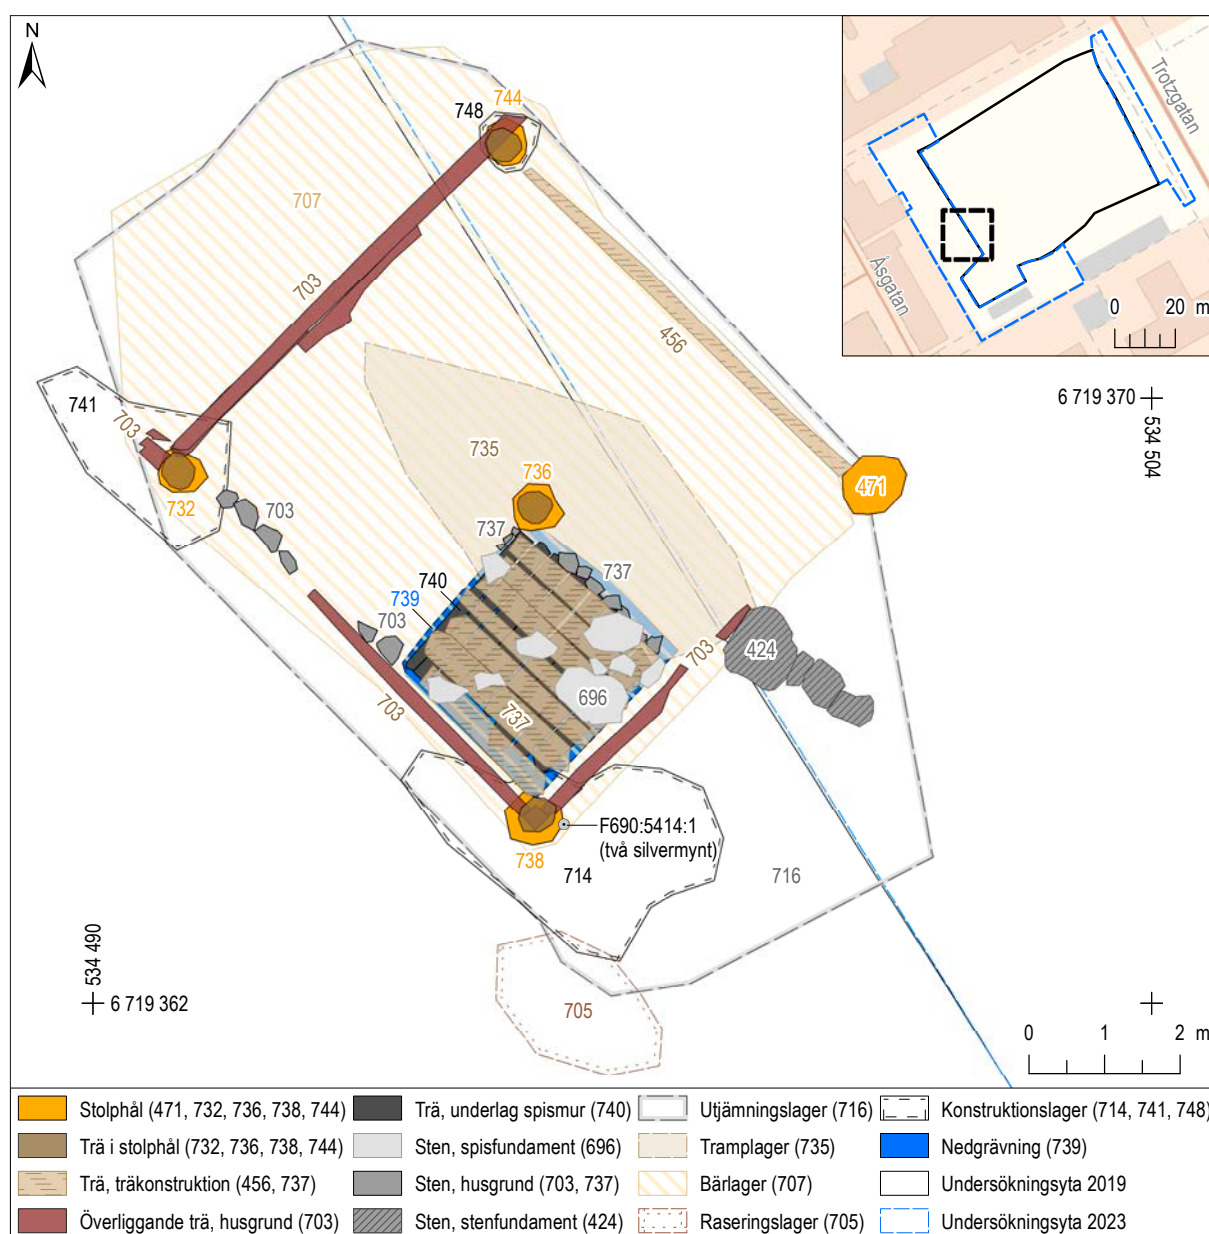 N
744
748
707
703
456
741
703
732
703
735
736
471
737
737
740
739
703
703
703
424
696
737
F690:5414:1
(två silvermynt)
738
714
716
705
Trotzgatan
Åsgatan
0 20 m
6 719 370
534 504
534 490
6 719 362
0 1 2 m
Stolphål (471, 732, 736, 738, 744)
Trä i stolphål (732, 736, 738, 744)
Trä, träkonstruktion (456, 737)
Överliggande trä, husgrund (703)
Trä, underlag spismur (740)
Sten, spisfundament (696)
Sten, husgrund (703, 737)
Sten, stenfundament (424)
Utjämningslager (716)
Tramplager (735)
Bärlager (707)
Raseringslager (705)
Konstruktionslager (714, 741, 748)
Nedgrävning (739)
Undersökningsyta 2019
Undersökningsyta 2023